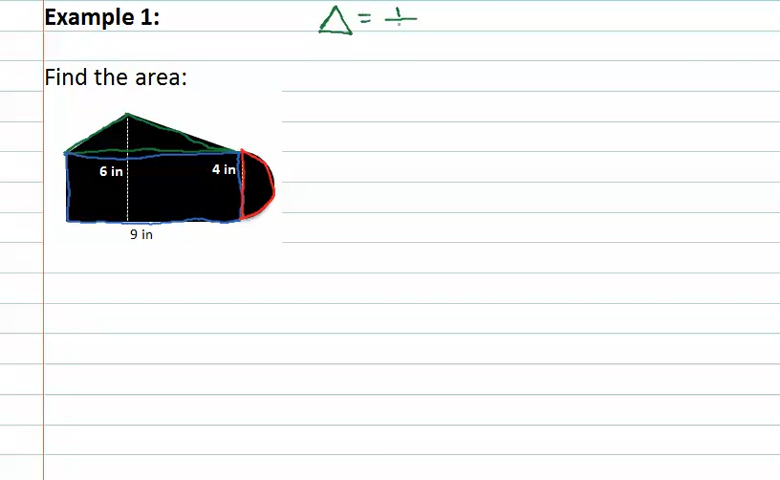 Example 1:
△ = 1
Find the area:
6 in
4 in
9 in